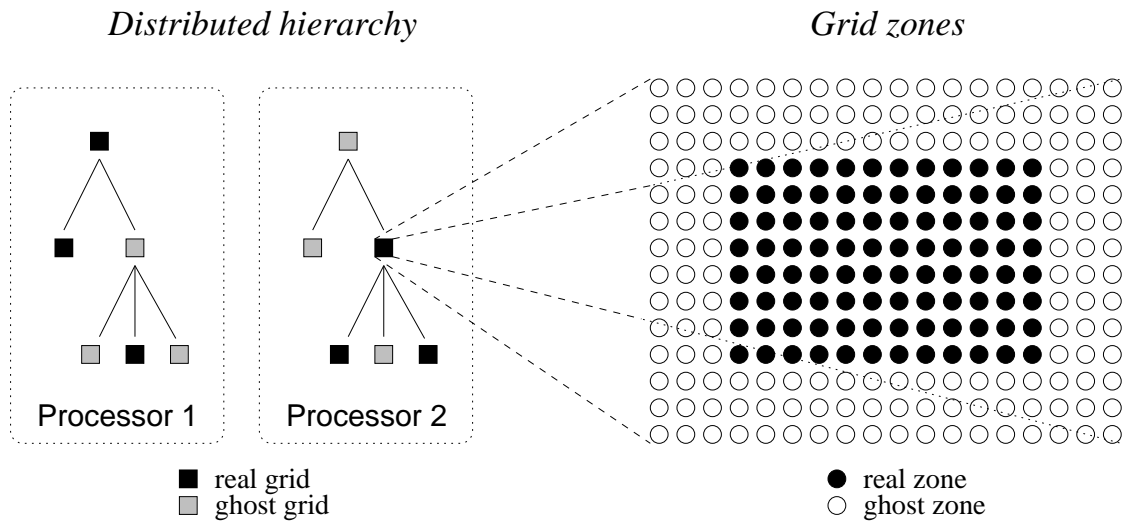 Distributed hierarchy
Grid zones
Processor 1
Processor 2
real grid
ghost grid
real zone
ghost zone